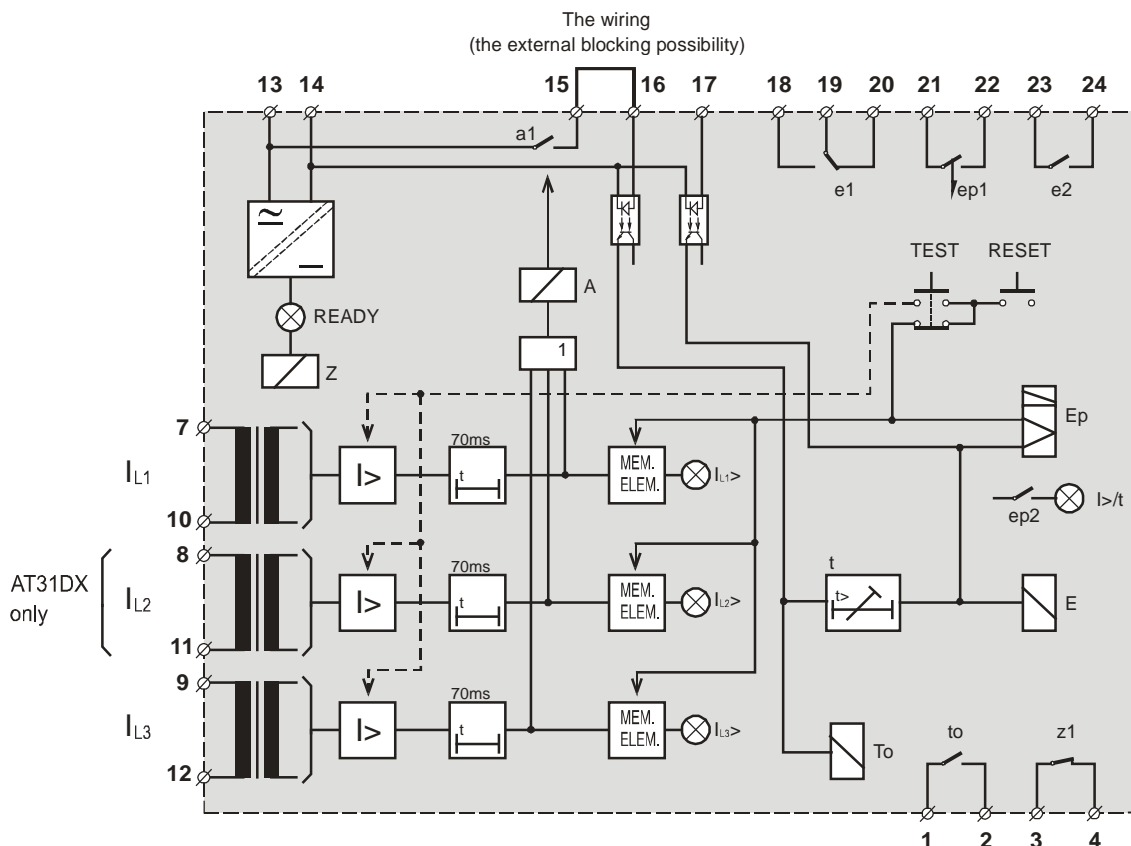 The wiring
(the external blocking possibility)
13 14 15 16 17 18 19 20 21 22 23 24
a1
e1
ep1
e2
TEST RESET
A
READY
1
Z
7
70ms
Ep
IL1
I>
t
MEM.
ELEM.
IL1>
I>/t
10
ep2
8
70ms
t
AT31DX
only
IL2
I>
t
MEM.
ELEM.
IL2>
t>
E
11
9
70ms
to
z1
IL3
I>
t
MEM.
ELEM.
IL3>
To
12
1 2 3 4